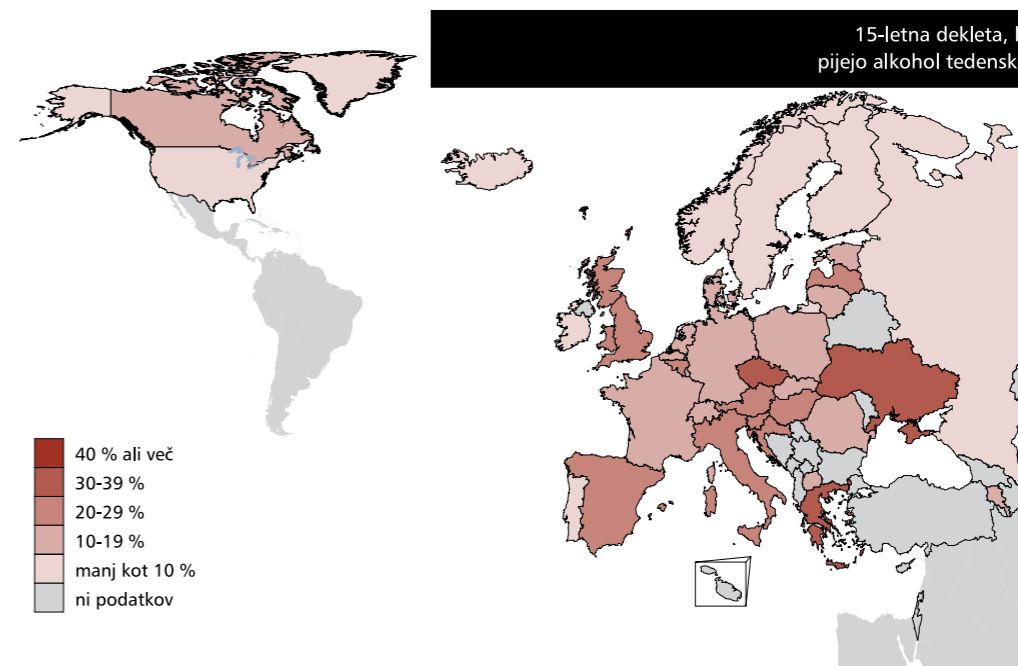 15-letna dekleta,
pijejo alkohol tedensk
40 % ali več
30-39 %
20-29 %
10-19 %
manj kot 10 %
ni podatkov